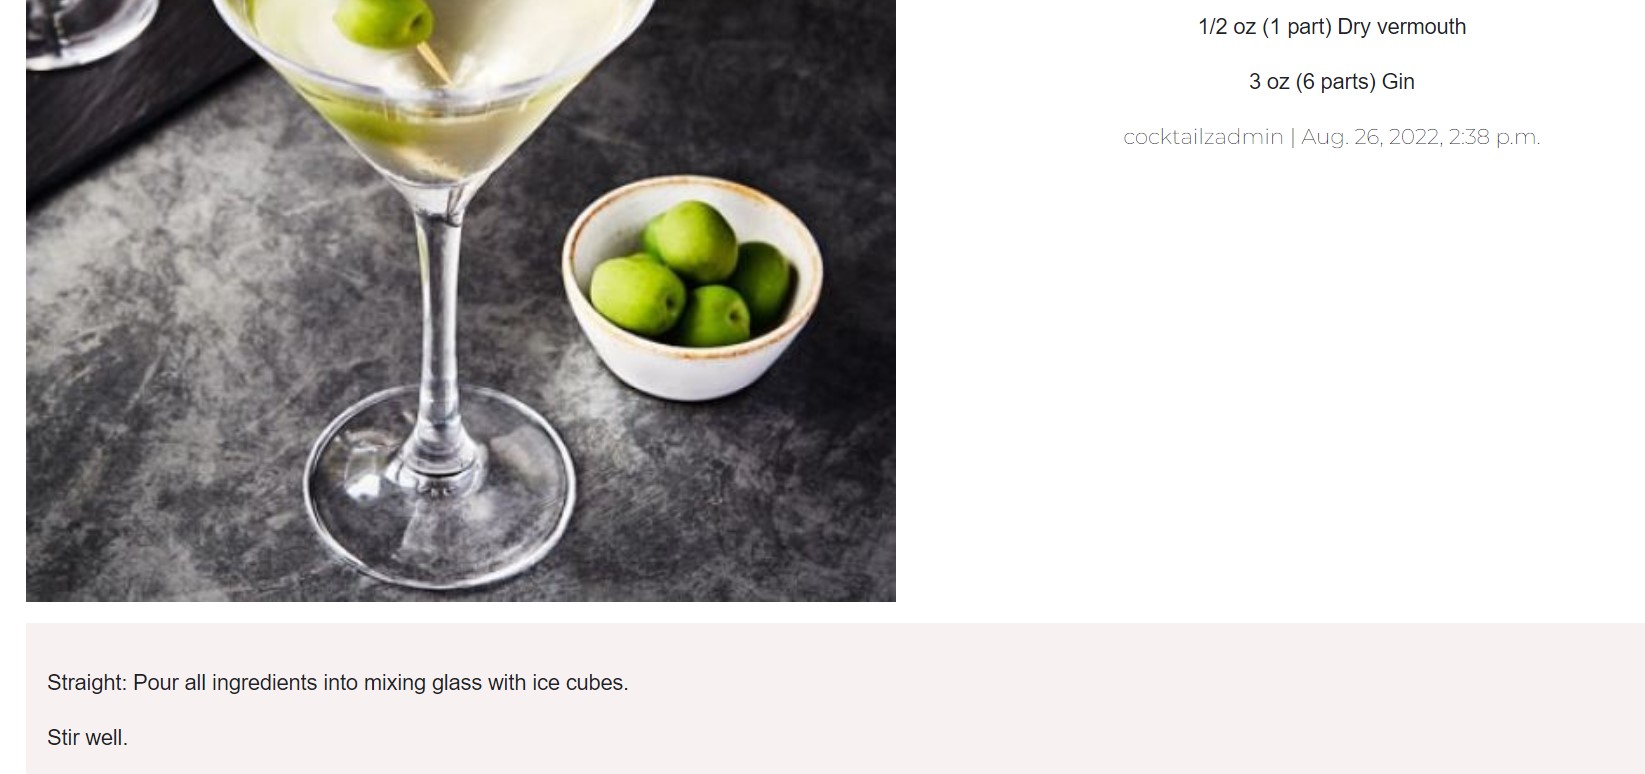 1/2 oz (1 part) Dry vermouth
3 oz (6 parts) Gin
cocktailzadmin | Aug. 26, 2022, 2:38 p.m.
Straight: Pour all ingredients into mixing glass with ice cubes.
Stir well.